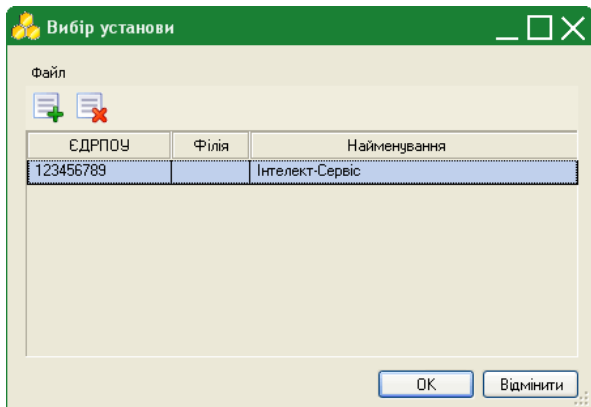 Вибір установи
Файл
ЄДРПОУ Філія Найменування
123456789 Інтелект-Сервіс
OK Відмінити